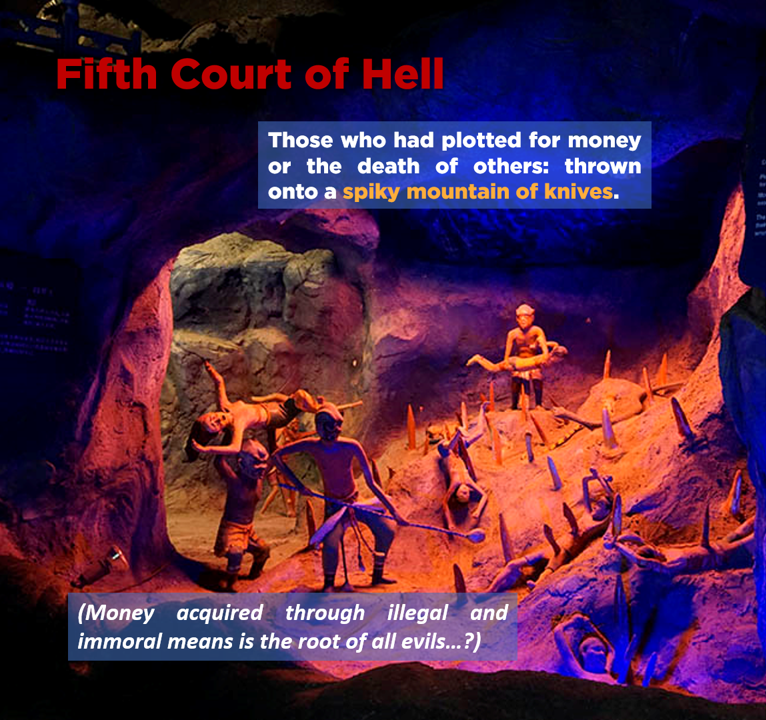 Fifth Court of Hell
Those who had plotted for money
or the death of others: thrown
onto a spiky mountain of knives.
(Money acquired through illegal and
immoral means is the root of all evils...?)